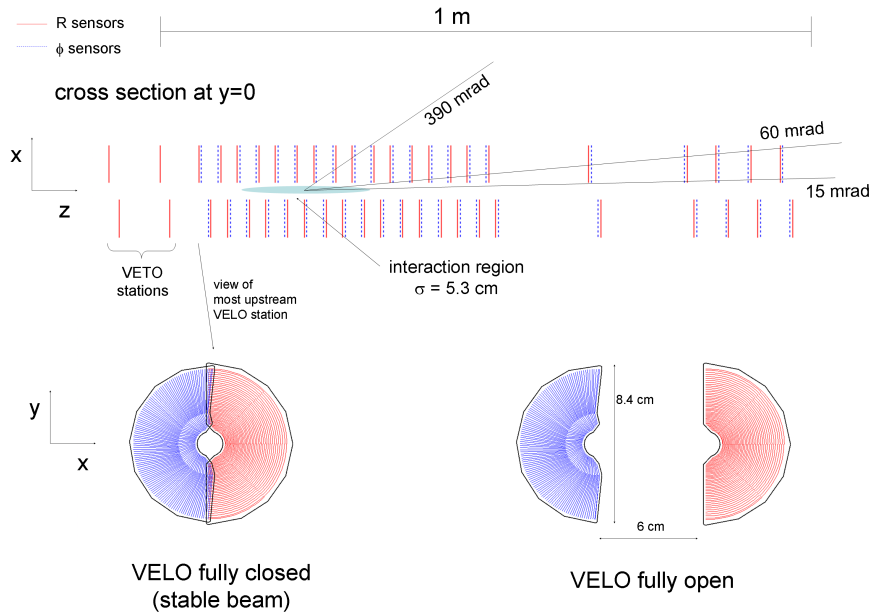 R sensors
ϕ sensors
1 m
cross section at y=0
390 mrad
60 mrad
15 mrad
x
z
VETO
stations
view of
most upstream
VELO station
interaction region
σ = 5.3 cm
y
x
8.4 cm
6 cm
VELO fully closed
(stable beam)
VELO fully open